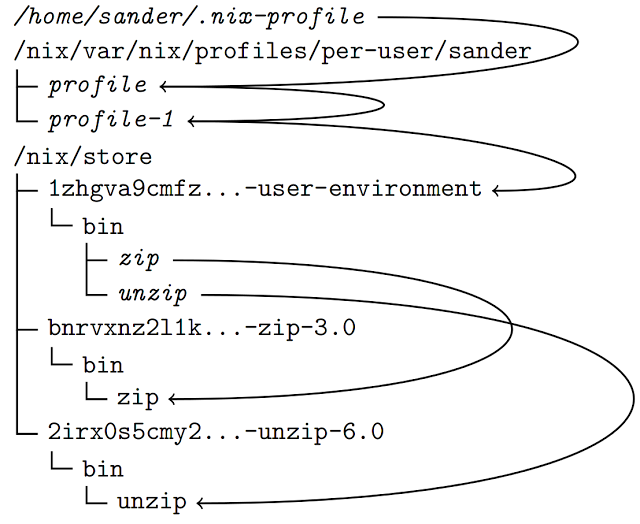 /home/sander/.nix-profile
/nix/var/nix/profiles/per-user/sander
profile
profile-1
/nix/store
1zhgva9cmfz...-user-environment
bin
zip
unzip
bnrvxnz2l1k...-zip-3.0
bin
zip
2irx0s5cmy2...-unzip-6.0
bin
unzip